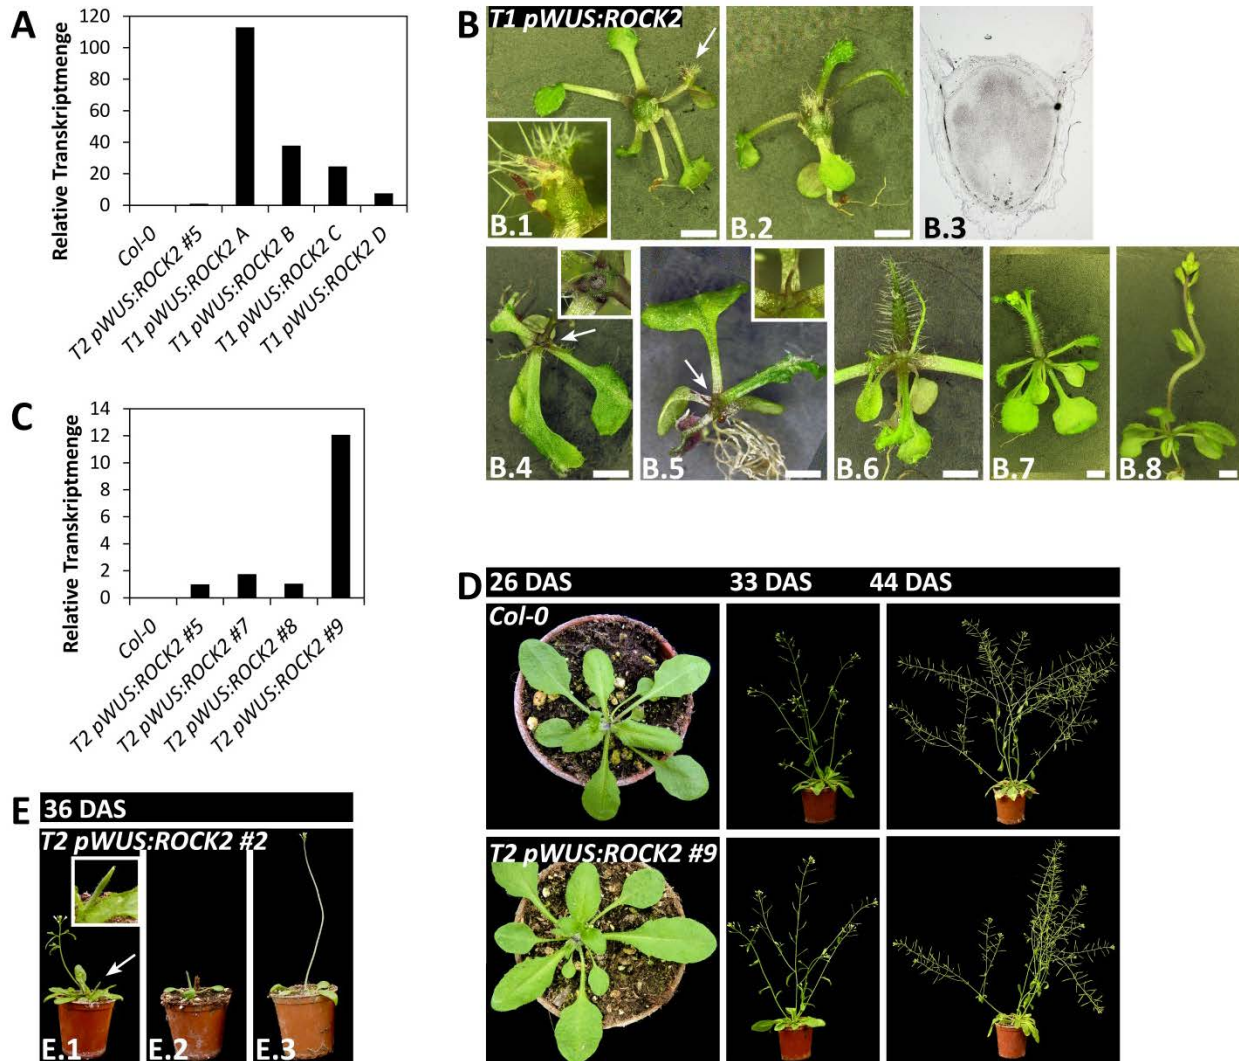 A
Relative Transkriptmenge
120
100
80
60
40
20
0
Col-0
T2 pWUS:ROCK2 #5
T1 pWUS:ROCK2 A
T1 pWUS:ROCK2 B
T1 pWUS:ROCK2 C
T1 pWUS:ROCK2 D
B
T1 pWUS:ROCK2
B.1
B.2
B.3
B.4
B.5
B.6
B.7
B.8
C
Relative Transkriptmenge
14
12
10
8
6
4
2
0
Col-0
T2 pWUS:ROCK2 #5
T2 pWUS:ROCK2 #7
T2 pWUS:ROCK2 #8
T2 pWUS:ROCK2 #9
D
26 DAS 33 DAS 44 DAS
Col-0
T2 pWUS:ROCK2 #9
E
36 DAS
T2 pWUS:ROCK2 #2
E.1
E.2
E.3